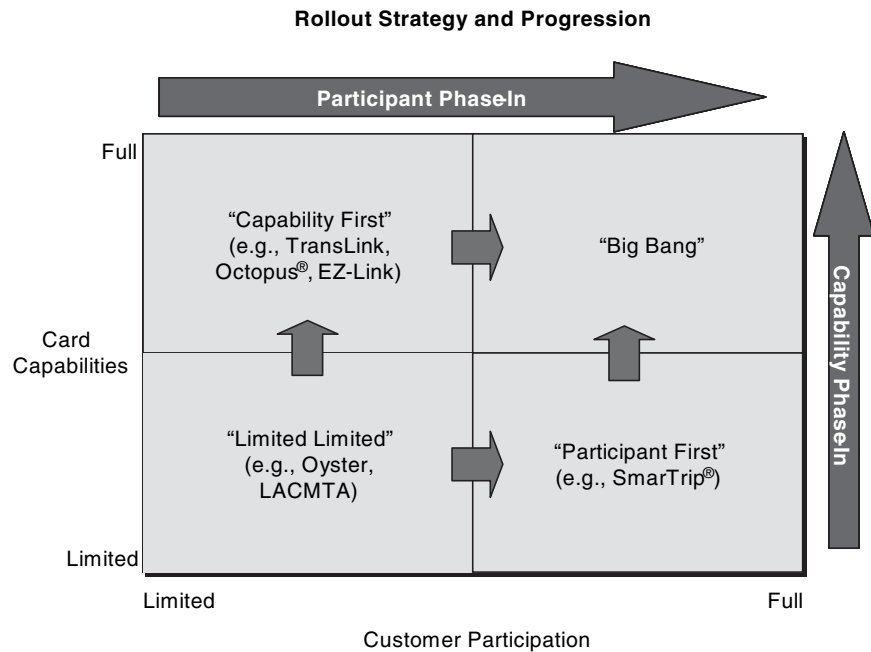 Rollout Strategy and Progression
Participant Phase-In
Full
“Capability First”
(e.g., TransLink,
Octopus®, EZ-Link)
“Big Bang”
Capability Phase-In
Card
Capabilities
“Limited Limited”
(e.g., Oyster,
LACMTA)
“Participant First”
(e.g., SmarTrip®)
Limited
Limited
Full
Customer Participation